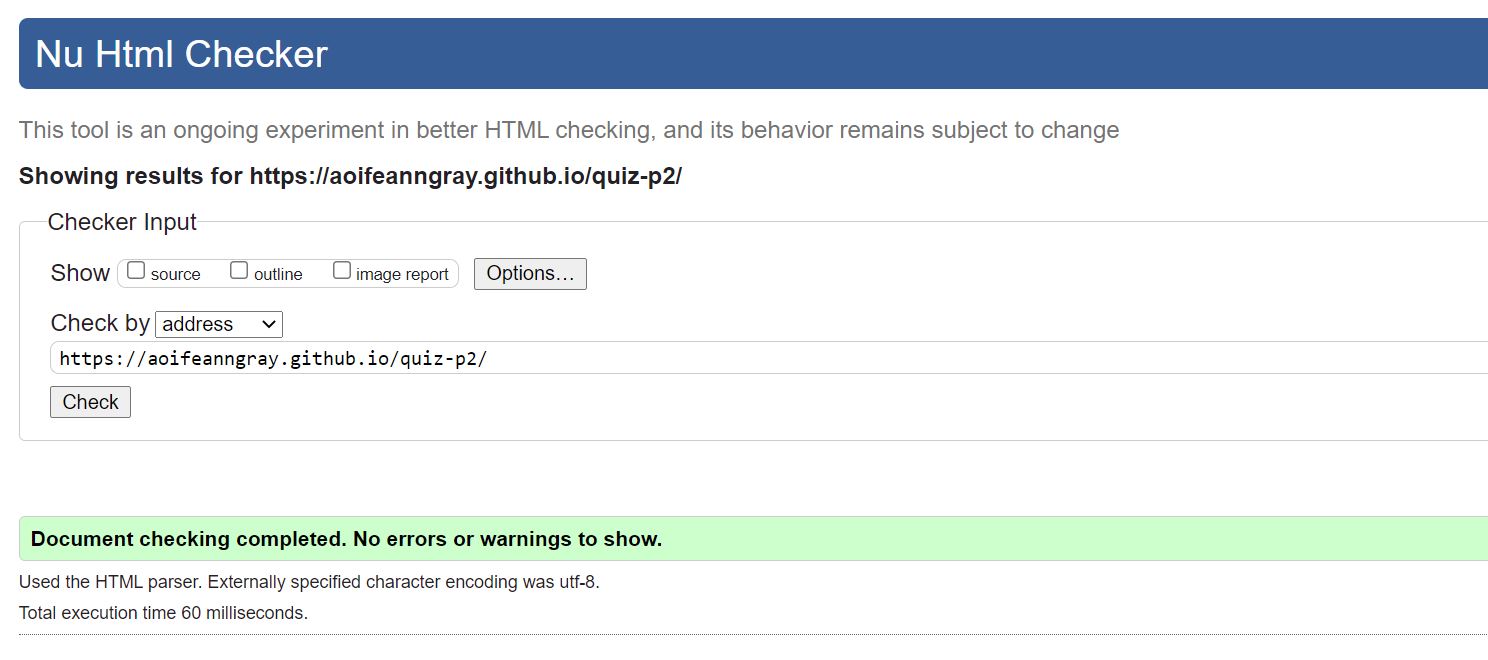 Nu Html Checker
This tool is an ongoing experiment in better HTML checking, and its behavior remains subject to change
Showing results for https://aoifeanngray.github.io/quiz-p2/
Checker Input
Show source outline image report Options...
Check by address
https://aoifeanngray.github.io/quiz-p2/
Check
Document checking completed. No errors or warnings to show.
Used the HTML parser. Externally specified character encoding was utf-8.
Total execution time 60 milliseconds.